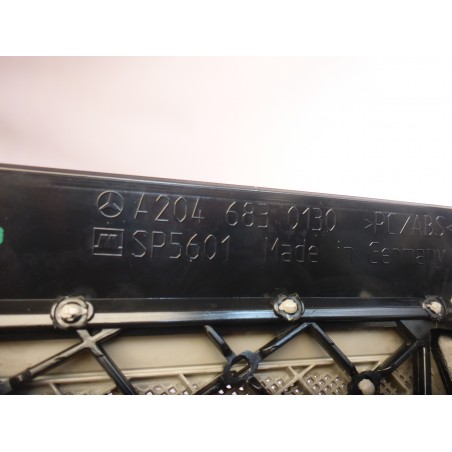 A204 683 0130 >PC/ABS<
SP5601 Made in Germany